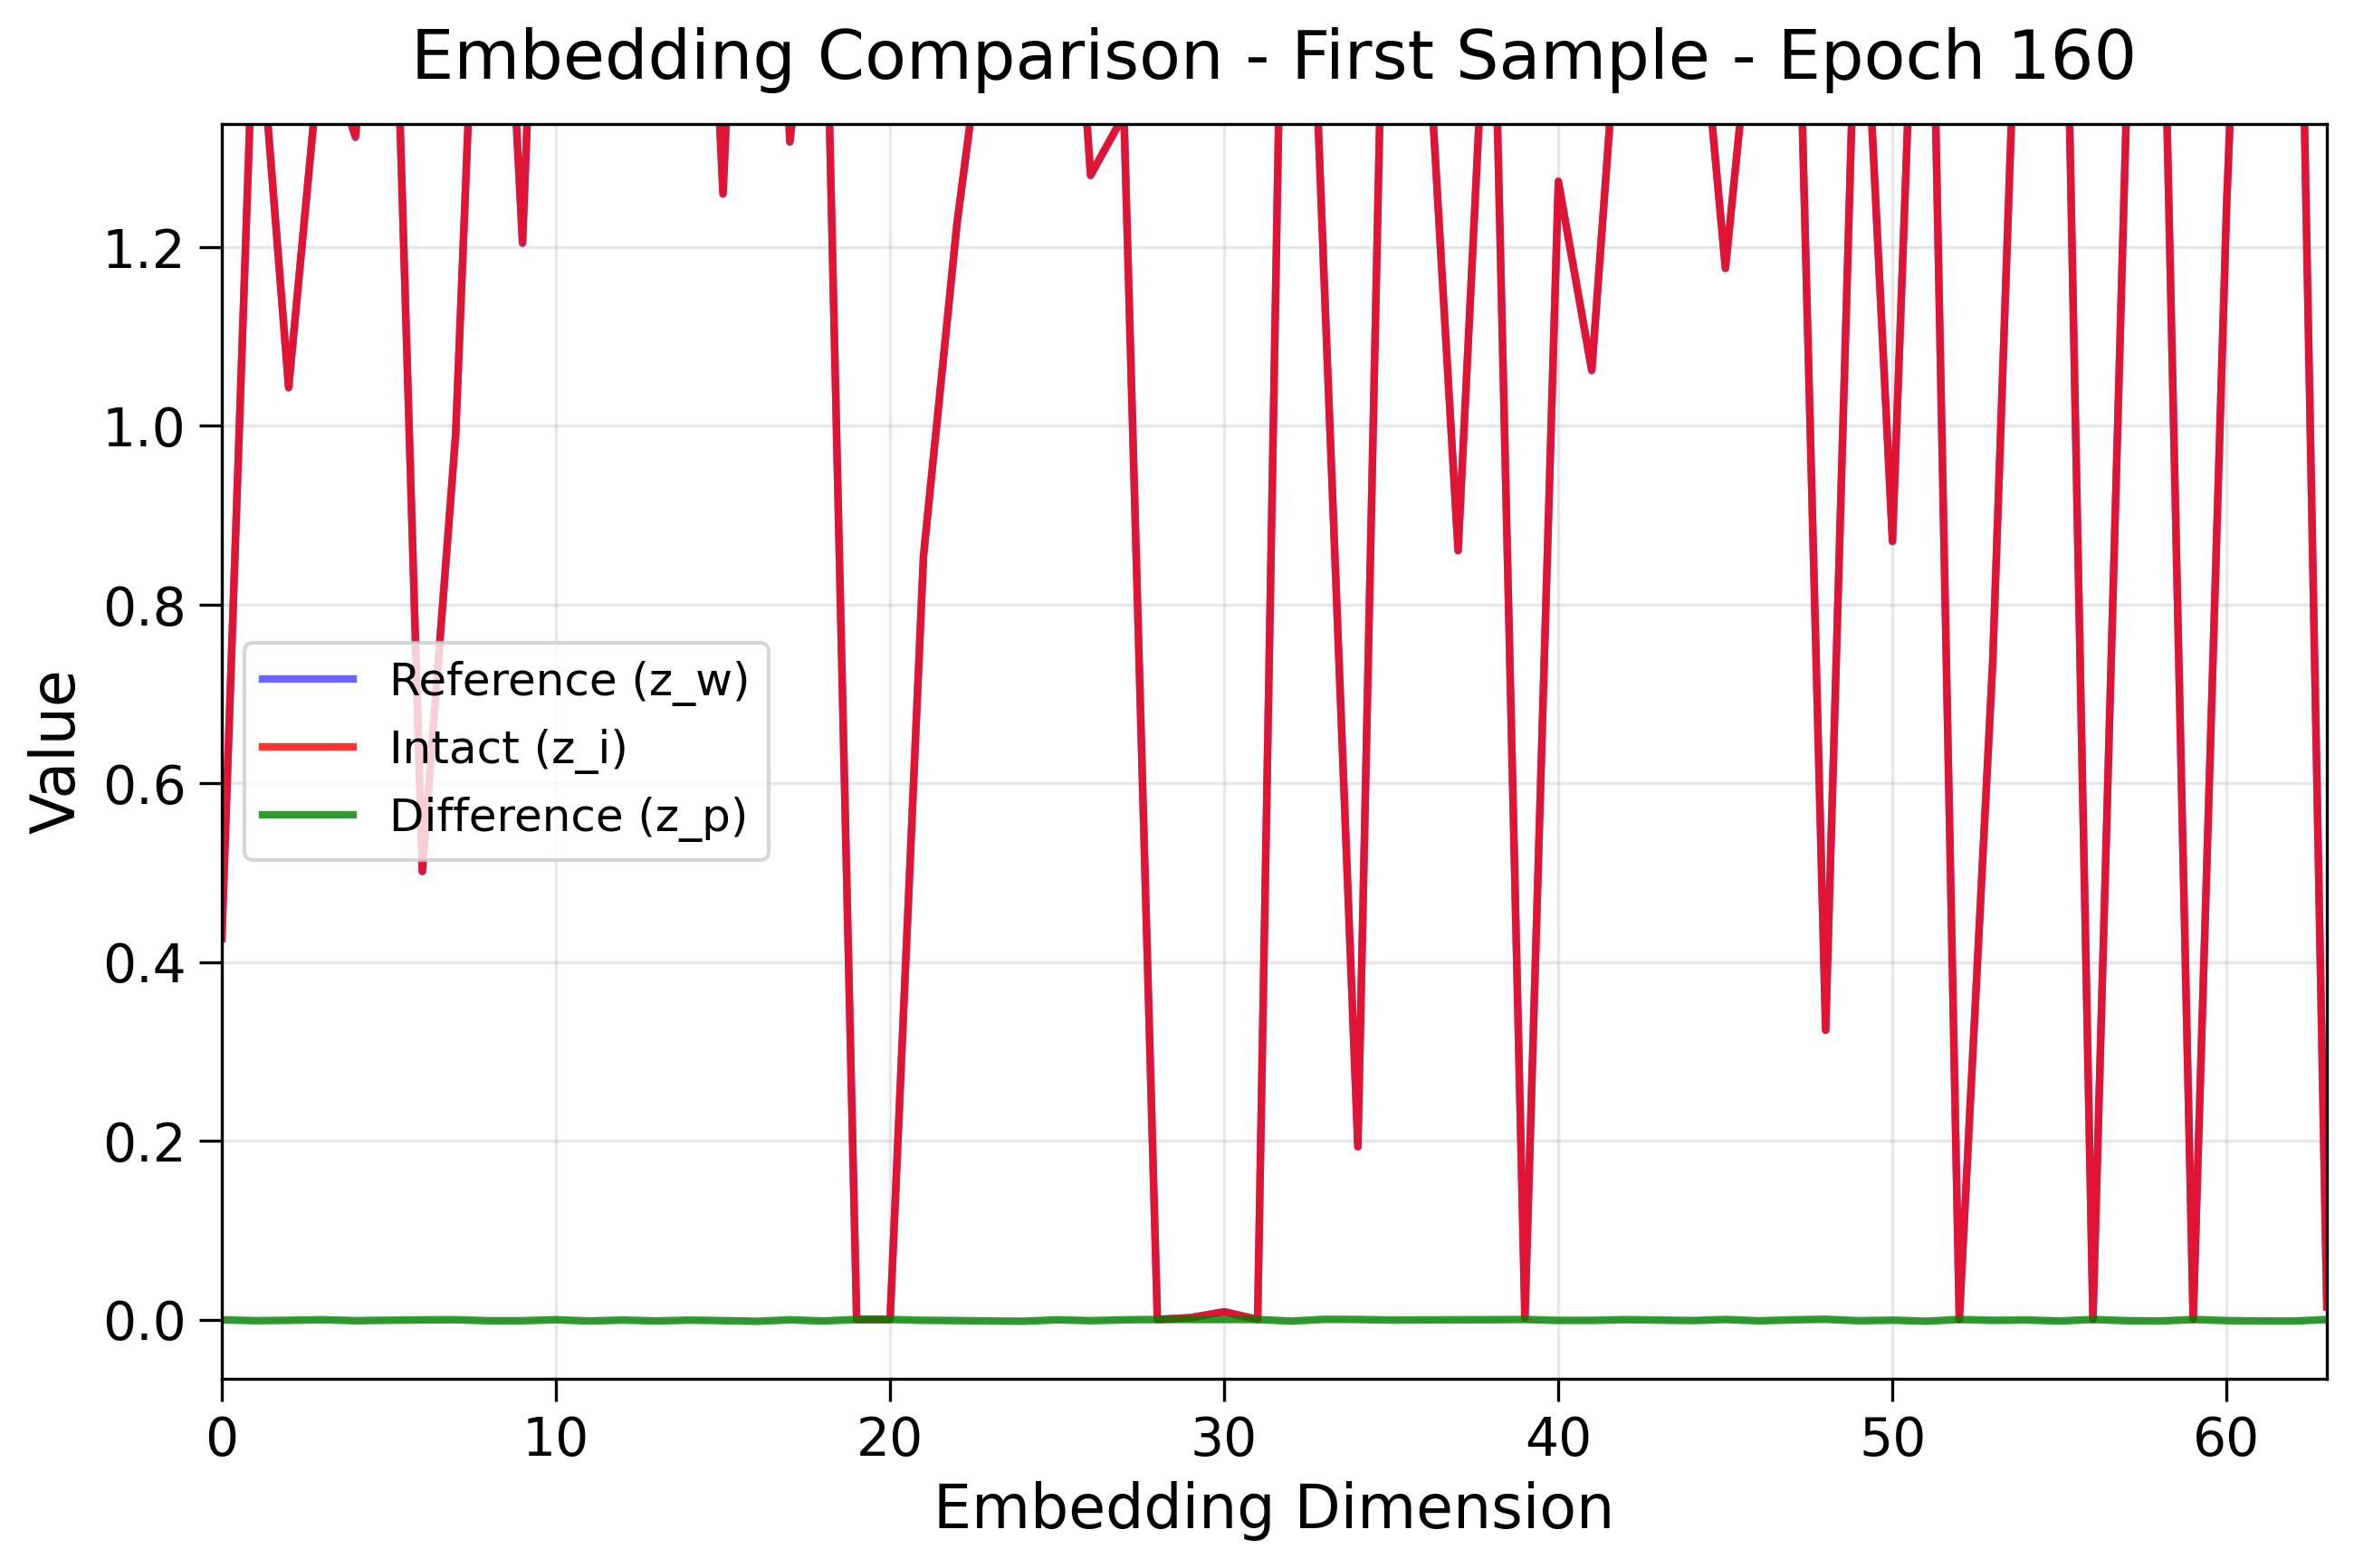 Embedding Comparison - First Sample - Epoch 160
1.2
1.0
0.8
0.6
0.4
0.2
0.0
Value
Reference (z_w)
Intact (z_i)
Difference (z_p)
0 10 20 30 40 50 60
Embedding Dimension